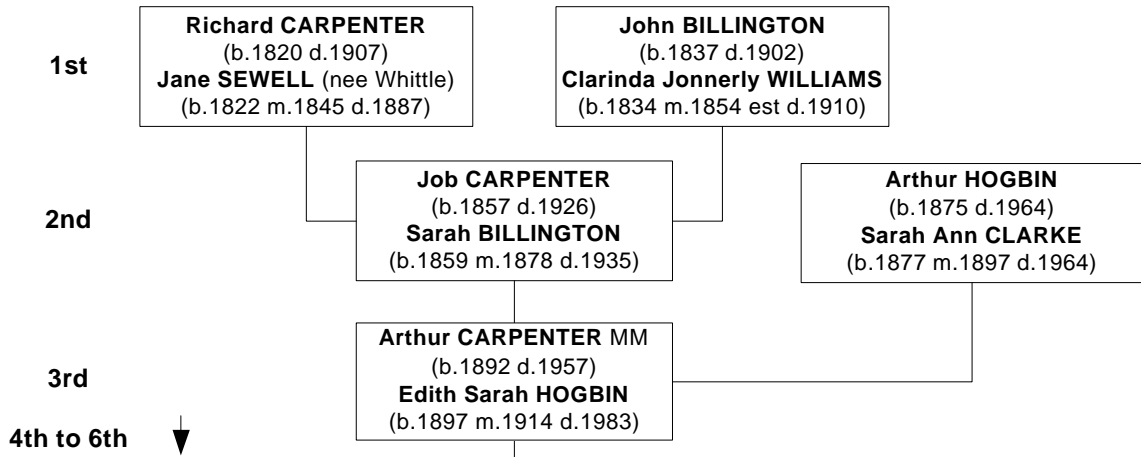 1st
Richard CARPENTER
(b.1820 d.1907)
Jane SEWELL (nee Whittle)
(b.1822 m.1845 d.1887)
John BILLINGTON
(b.1837 d.1902)
Clarinda Jonnerly WILLIAMS
(b.1834 m.1854 est d.1910)
2nd
Job CARPENTER
(b.1857 d.1926)
Sarah BILLINGTON
(b.1859 m.1878 d.1935)
Arthur HOGBIN
(b.1875 d.1964)
Sarah Ann CLARKE
(b.1877 m.1897 d.1964)
3rd
Arthur CARPENTER MM
(b.1892 d.1957)
Edith Sarah HOGBIN
(b.1897 m.1914 d.1983)
4th to 6th